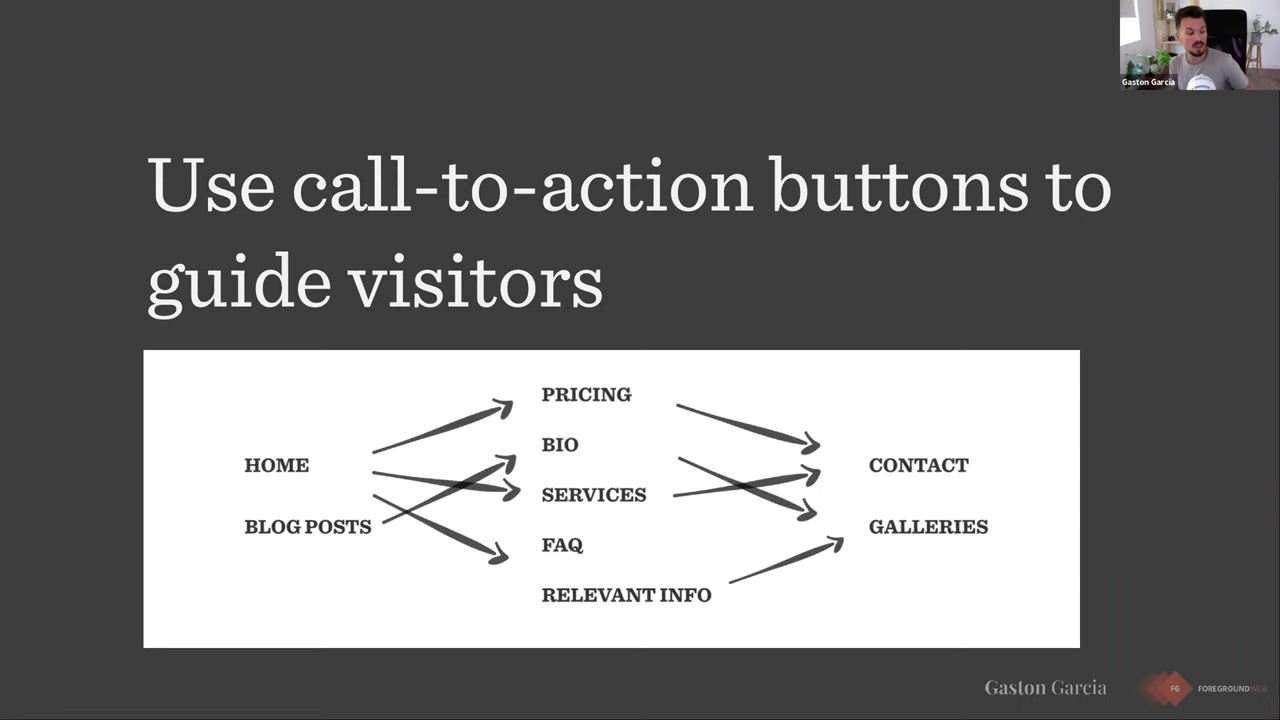 Gaston Garcia
Use call-to-action buttons to
guide visitors
HOME
BLOG POSTS
PRICING
BIO
SERVICES
FAQ
RELEVANT INFO
CONTACT
GALLERIES
Gaston Garcia
FG
FOREGROUNDWEB